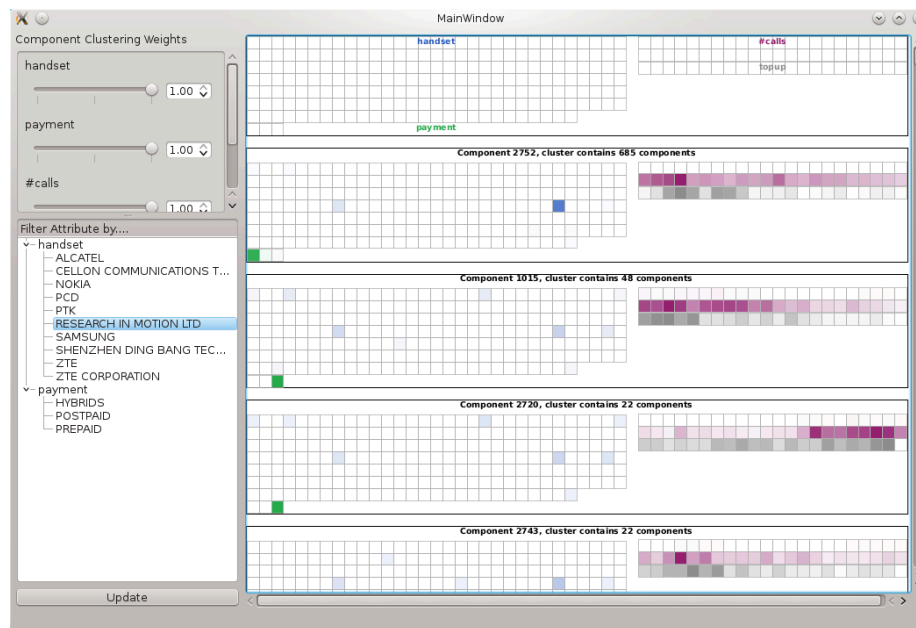 MainWindow
Component Clustering Weights
handset
1.00
payment
1.00
#calls
1.00
Filter Attribute by....
handset
ALCATEL
CELLON COMMUNICATIONS T...
NOKIA
PCD
PTK
RESEARCH IN MOTION LTD
SAMSUNG
SHENZHEN DING BANG TEC...
ZTE
ZTE CORPORATION
payment
HYBRIDS
POSTPAID
PREPAID
Update
handset
#calls
topup
payment
Component 2752, cluster contains 685 components
Component 1015, cluster contains 48 components
Component 2720, cluster contains 22 components
Component 2743, cluster contains 22 components